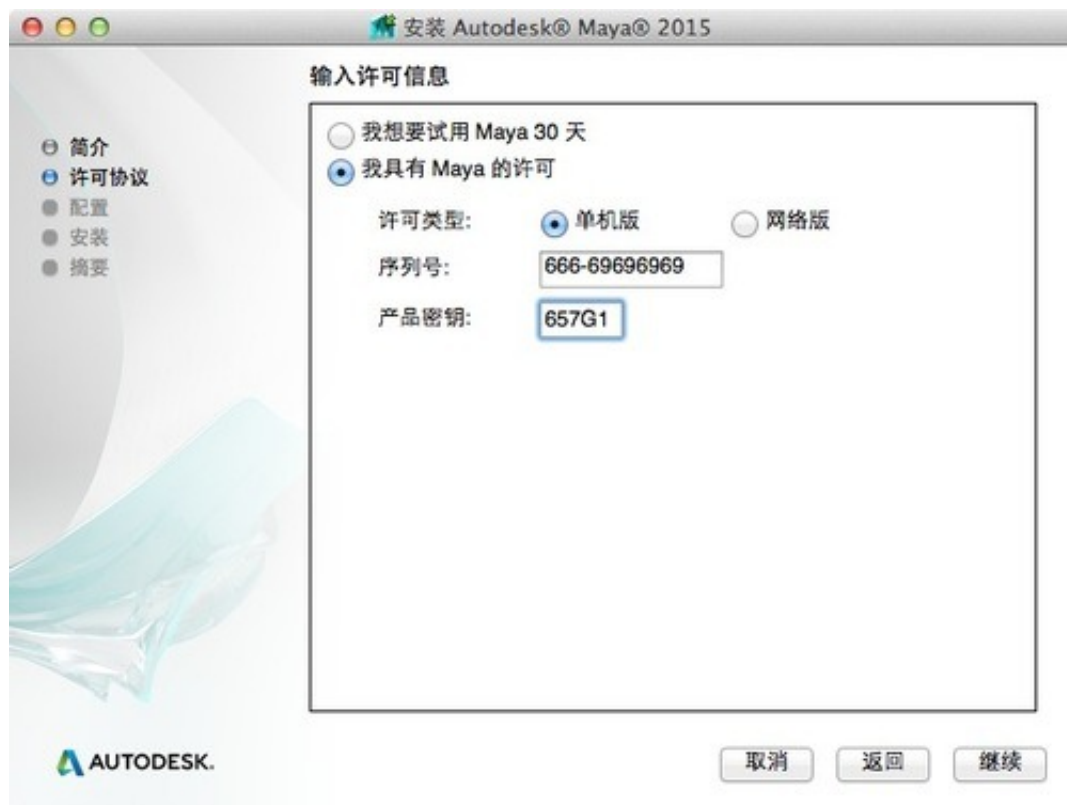 安装 Autodesk® Maya® 2015
输入许可信息
简介
许可协议
配置
安装
摘要
我想要试用 Maya 30 天
我具有 Maya 的许可
许可类型: 单机版 网络版
序列号: 666-69696969
产品密钥: 657G1
AUTODESK.
取消 返回 继续